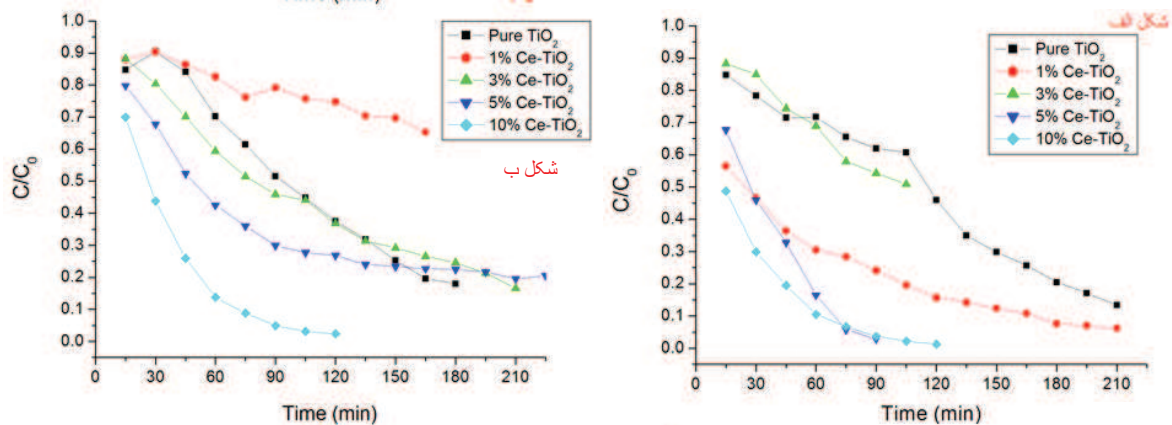 شکل الف
1.0
0.9
0.8
0.7
0.6
0.5
0.4
0.3
0.2
0.1
0.0
C/C₀
0 30 60 90 120 150 180 210
Time (min)
Pure TiO₂
1% Ce-TiO₂
3% Ce-TiO₂
5% Ce-TiO₂
10% Ce-TiO₂
شکل ب
1.0
0.9
0.8
0.7
0.6
0.5
0.4
0.3
0.2
0.1
0.0
C/C₀
0 30 60 90 120 150 180 210
Time (min)
Pure TiO₂
1% Ce-TiO₂
3% Ce-TiO₂
5% Ce-TiO₂
10% Ce-TiO₂